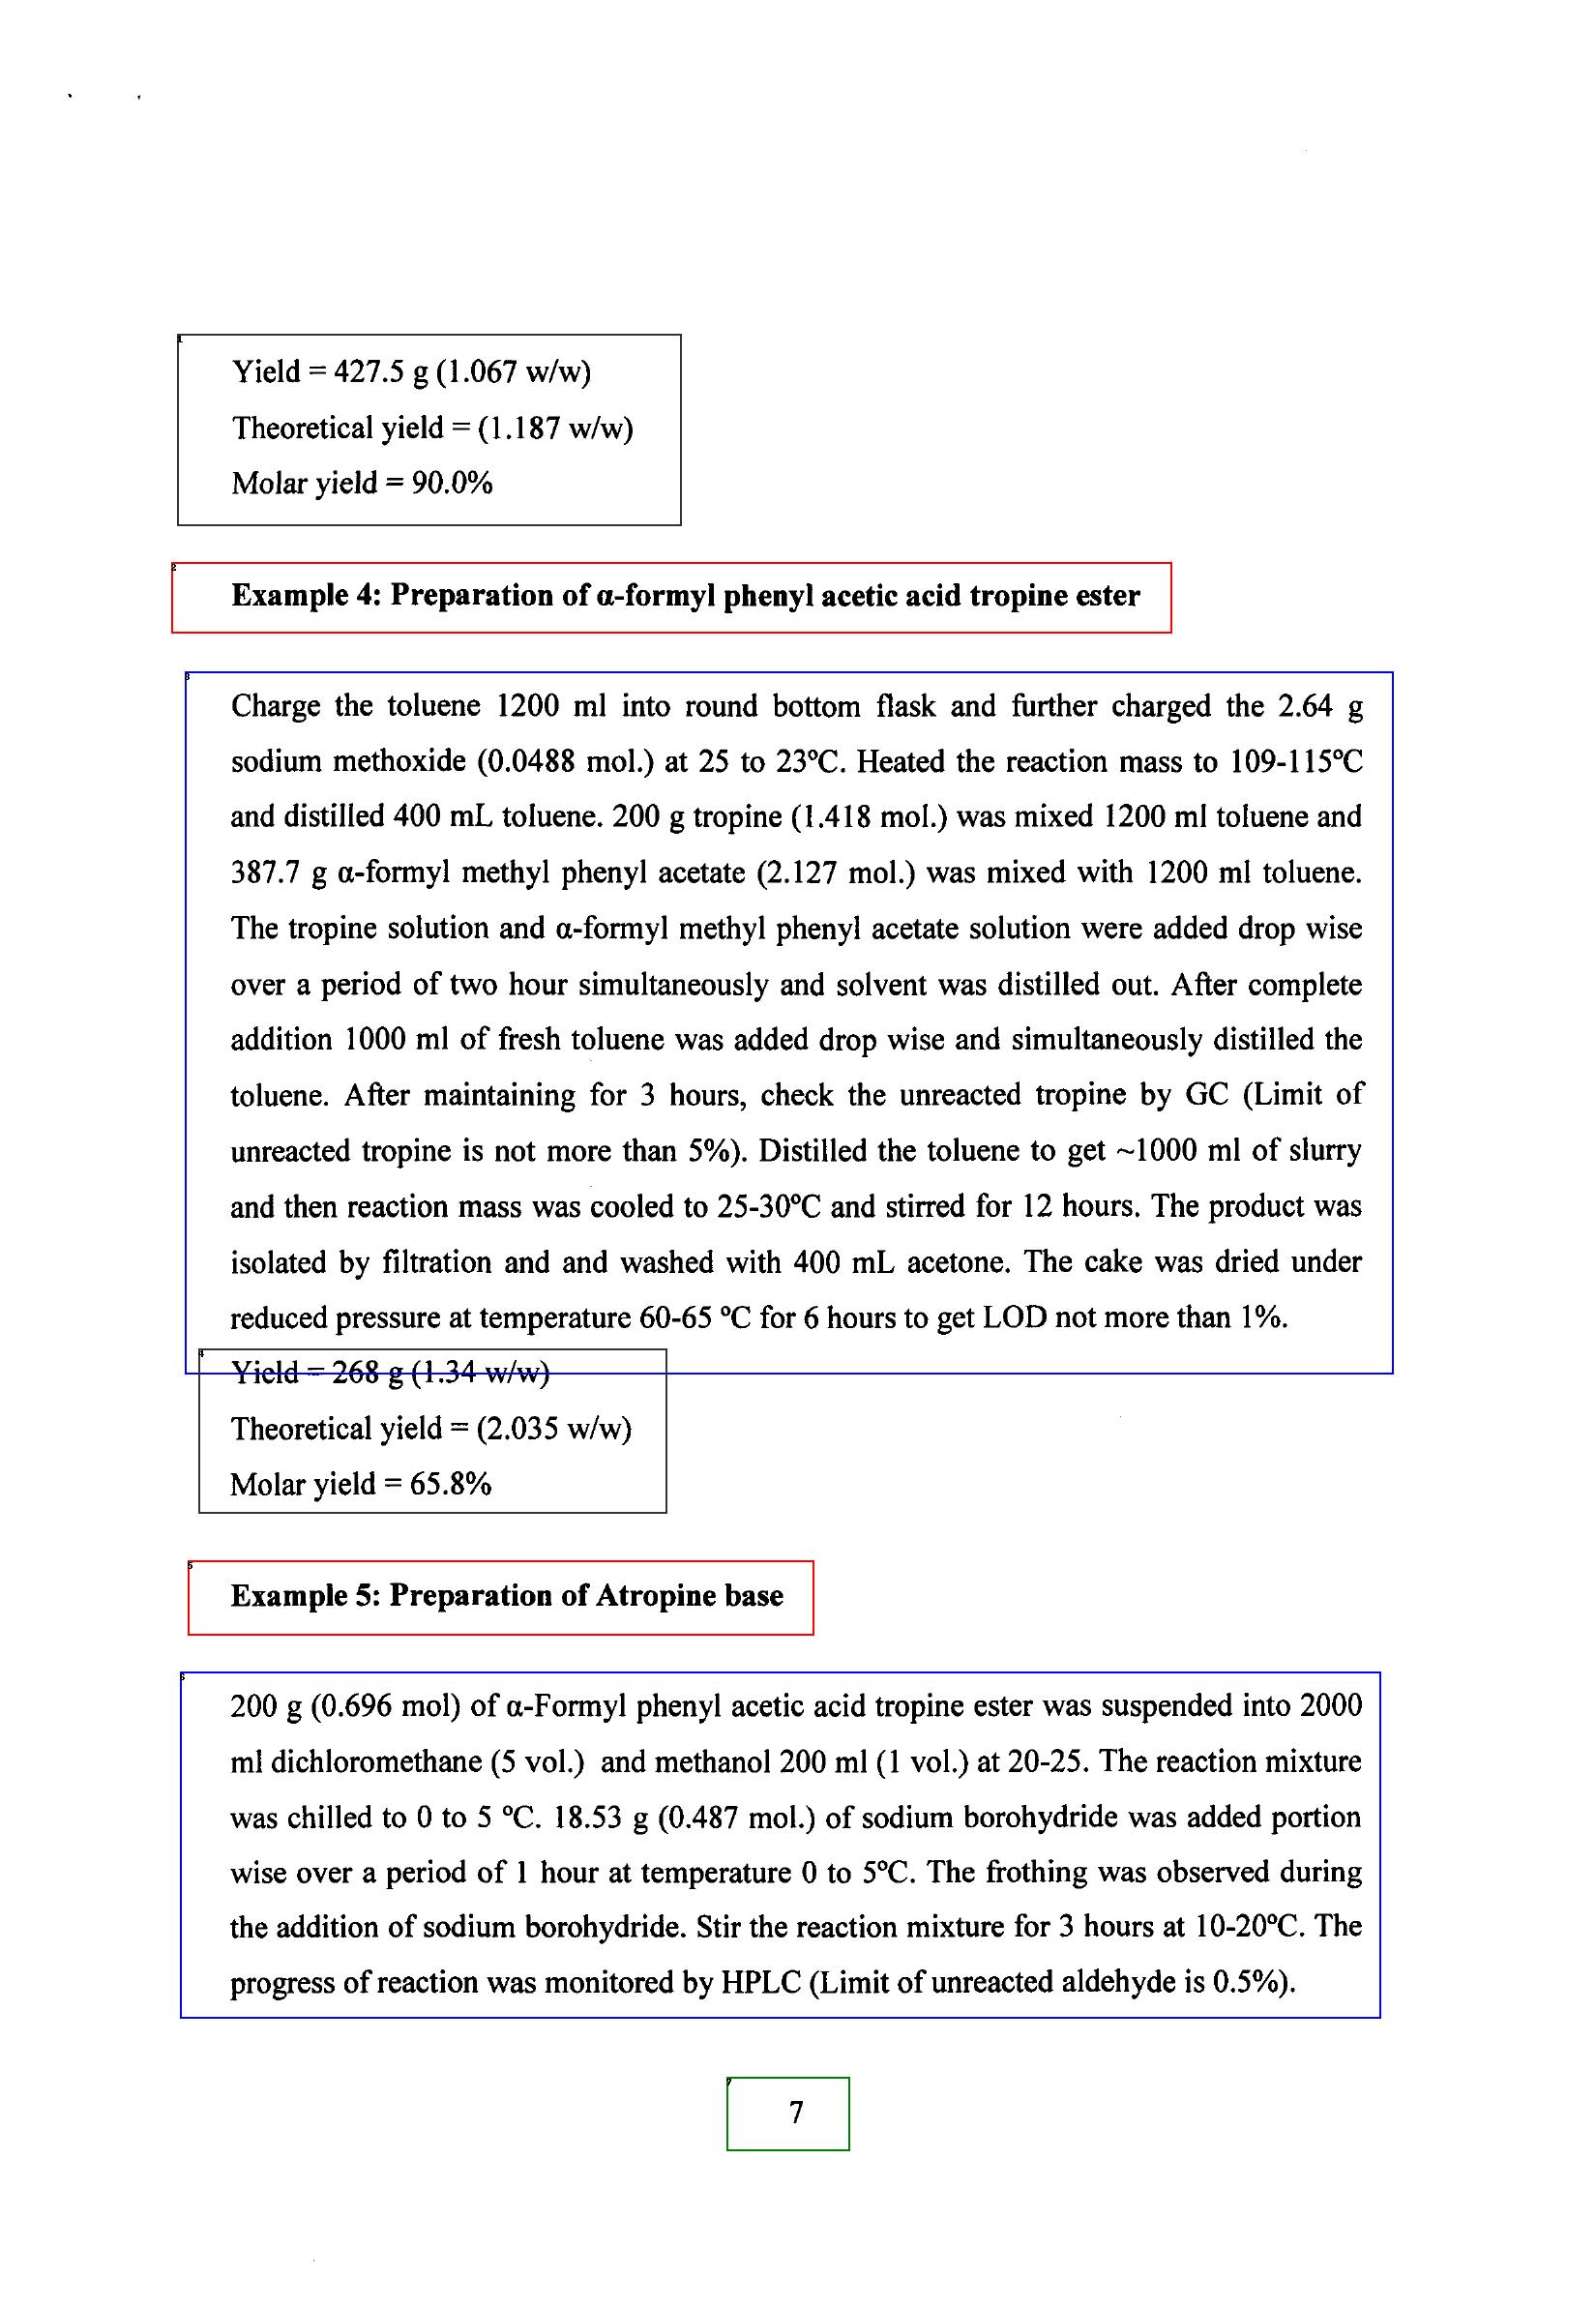 Yield = 427.5 g (1.067 w/w)
Theoretical yield = (1.187 w/w)
Molar yield = 90.0%
Example 4: Preparation of α-formyl phenyl acetic acid tropine ester
Charge the toluene 1200 ml into round bottom flask and further charged the 2.64 g
sodium methoxide (0.0488 mol.) at 25 to 23ºC. Heated the reaction mass to 109-115ºC
and distilled 400 mL toluene. 200 g tropine (1.418 mol.) was mixed 1200 ml toluene and
387.7 g α-formyl methyl phenyl acetate (2.127 mol.) was mixed with 1200 ml toluene.
The tropine solution and α-formyl methyl phenyl acetate solution were added drop wise
over a period of two hour simultaneously and solvent was distilled out. After complete
addition 1000 ml of fresh toluene was added drop wise and simultaneously distilled the
toluene. After maintaining for 3 hours, check the unreacted tropine by GC (Limit of
unreacted tropine is not more than 5%). Distilled the toluene to get ~1000 ml of slurry
and then reaction mass was cooled to 25-30ºC and stirred for 12 hours. The product was
isolated by filtration and and washed with 400 mL acetone. The cake was dried under
reduced pressure at temperature 60-65 ºC for 6 hours to get LOD not more than 1%.
Yield = 268 g (1.34 w/w)
Theoretical yield = (2.035 w/w)
Molar yield = 65.8%
Example 5: Preparation of Atropine base
200 g (0.696 mol) of α-Formyl phenyl acetic acid tropine ester was suspended into 2000
ml dichloromethane (5 vol.) and methanol 200 ml (1 vol.) at 20-25. The reaction mixture
was chilled to 0 to 5 ºC. 18.53 g (0.487 mol.) of sodium borohydride was added portion
wise over a period of 1 hour at temperature 0 to 5ºC. The frothing was observed during
the addition of sodium borohydride. Stir the reaction mixture for 3 hours at 10-20ºC. The
progress of reaction was monitored by HPLC (Limit of unreacted aldehyde is 0.5%).
7